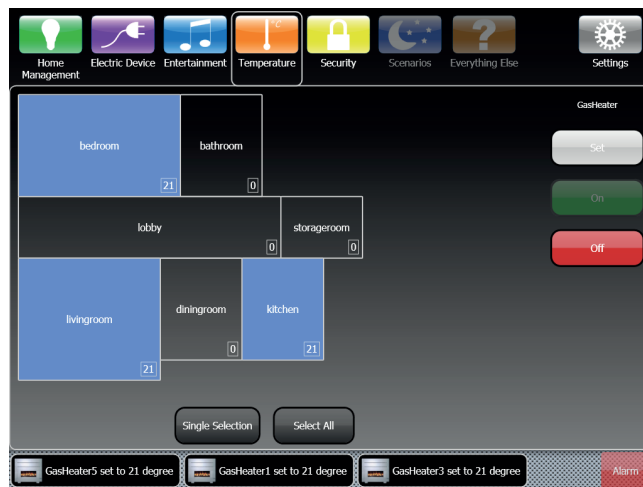 °C
?
Home
Management
Electric Device
Entertainment
Temperature
Security
Scenarios
Everything Else
Settings
GasHeater
bedroom
21
bathroom
0
Set
On
lobby
0
storageroom
0
Off
livingroom
21
diningroom
0
kitchen
21
Single Selection
Select All
GasHeater5 set to 21 degree
GasHeater1 set to 21 degree
GasHeater3 set to 21 degree
Alarm